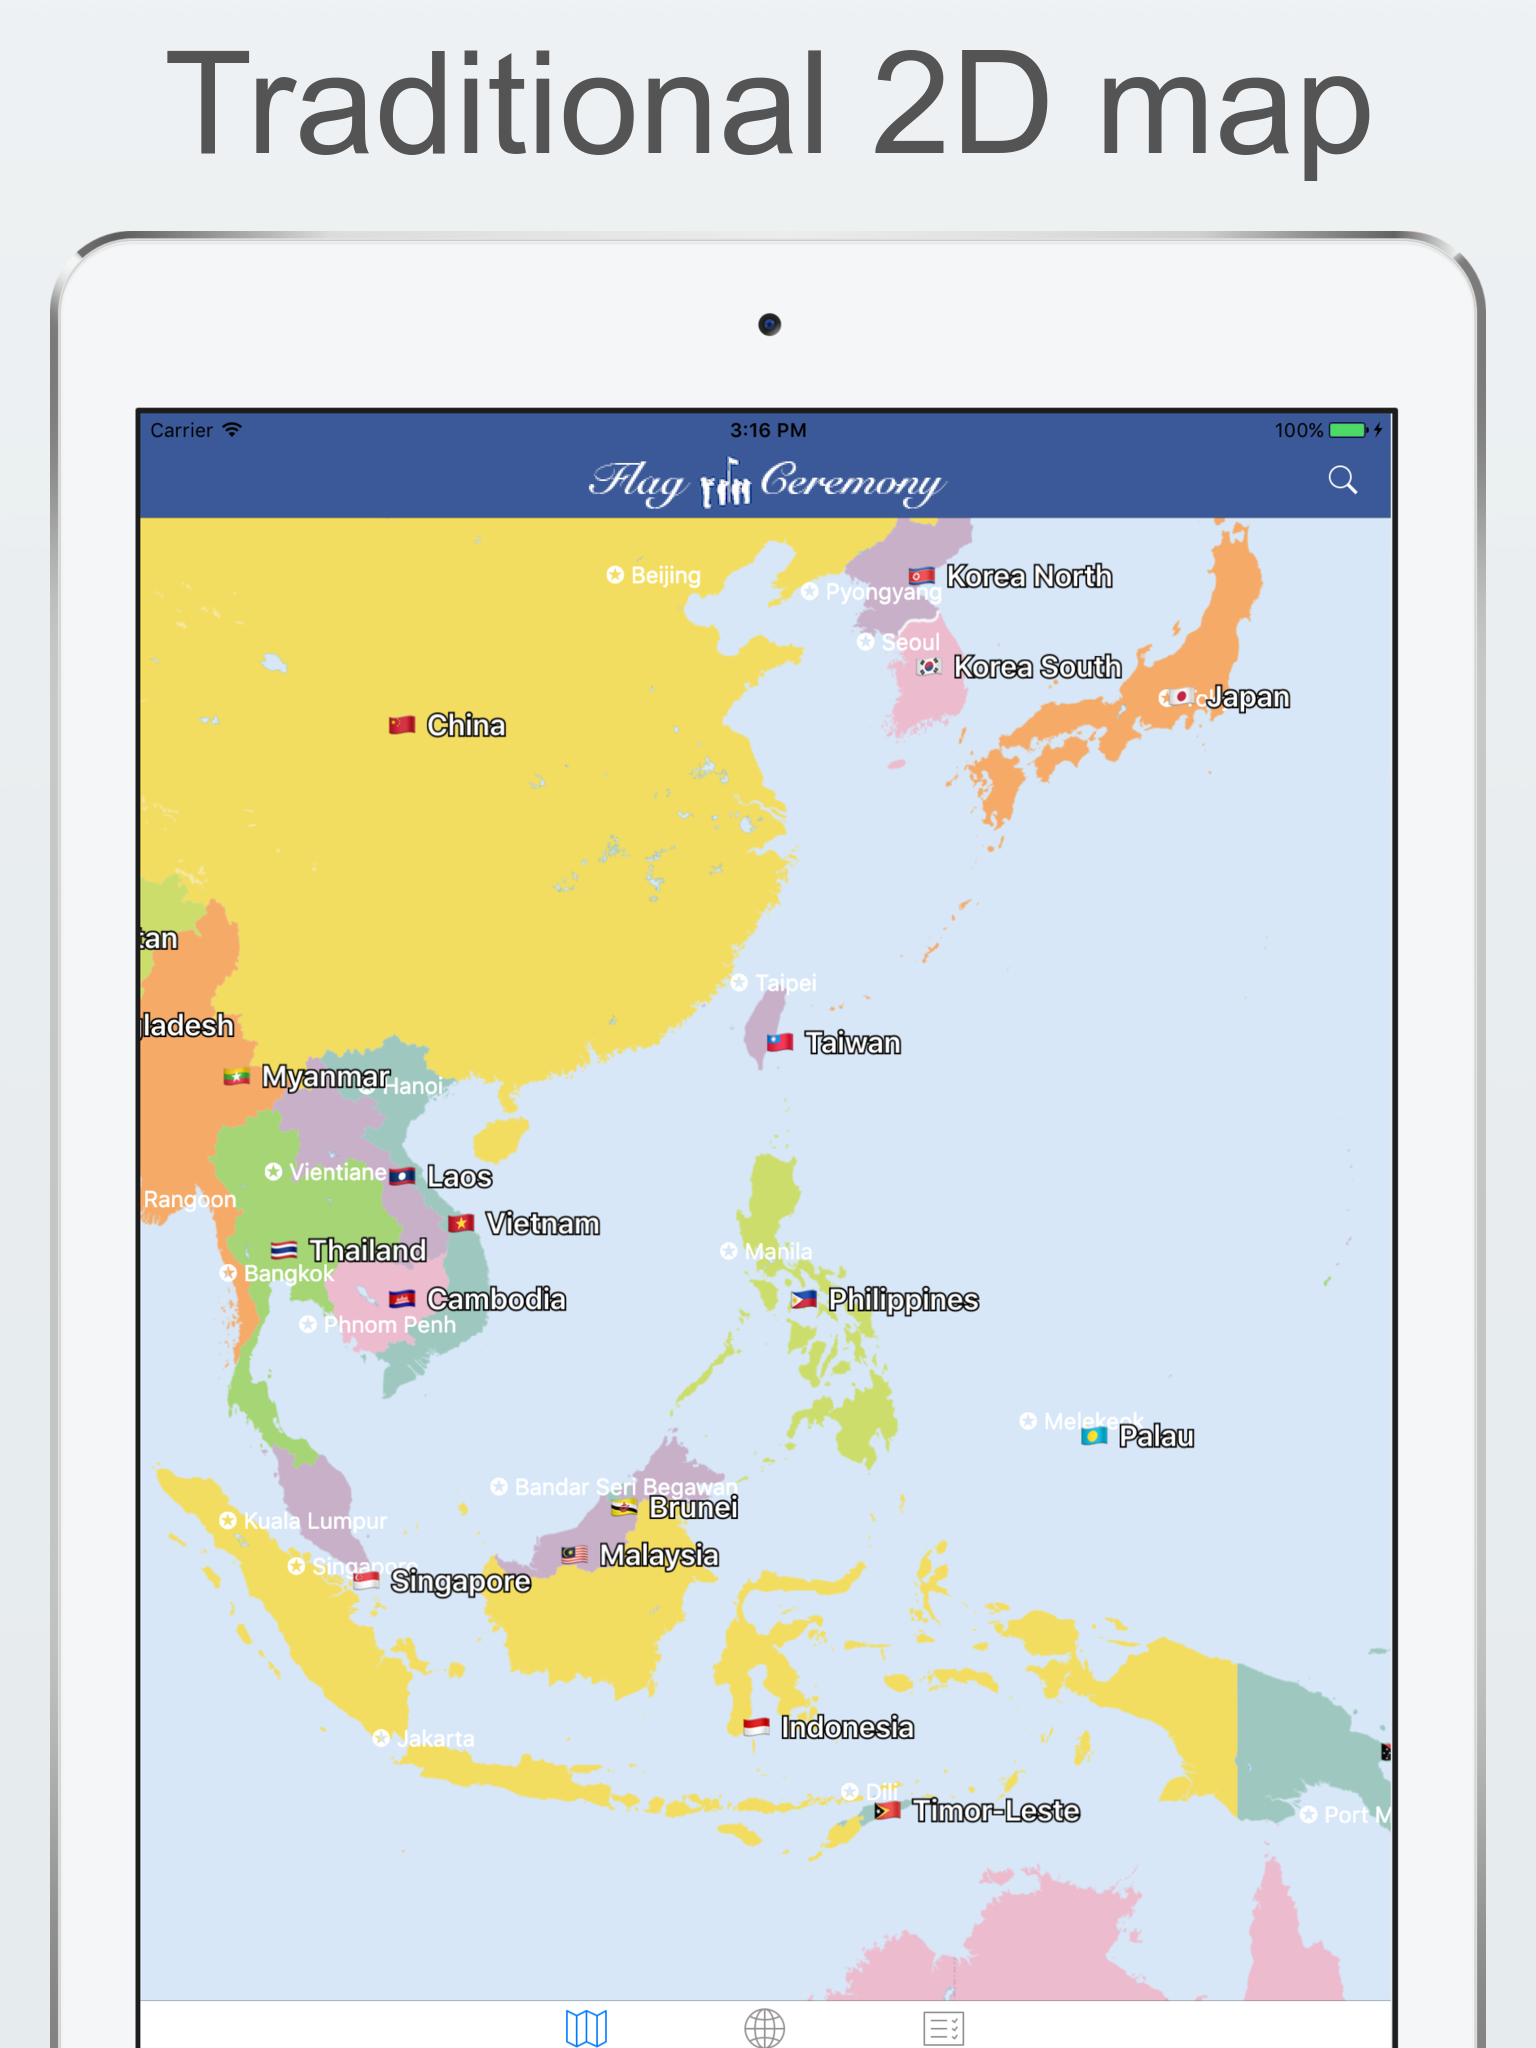 Traditional 2D map
Carrier
3:16 PM
100%
Flag Ceremony
Beijing
Korea North
Pyongyang
Seoul
Korea South
Japan
China
tan
Taipei
gladesh
Taiwan
Myanmar
Hanoi
Vientiane
Laos
Rangoon
Vietnam
Thailand
Manila
Bangkok
Cambodia
Philippines
Phnom Penh
Melekeok
Palau
Bandar Seri Begawan
Brunei
Kuala Lumpur
Malaysia
Singapore
Singapore
Indonesia
Jakarta
Dili
Timor-Leste
Port M